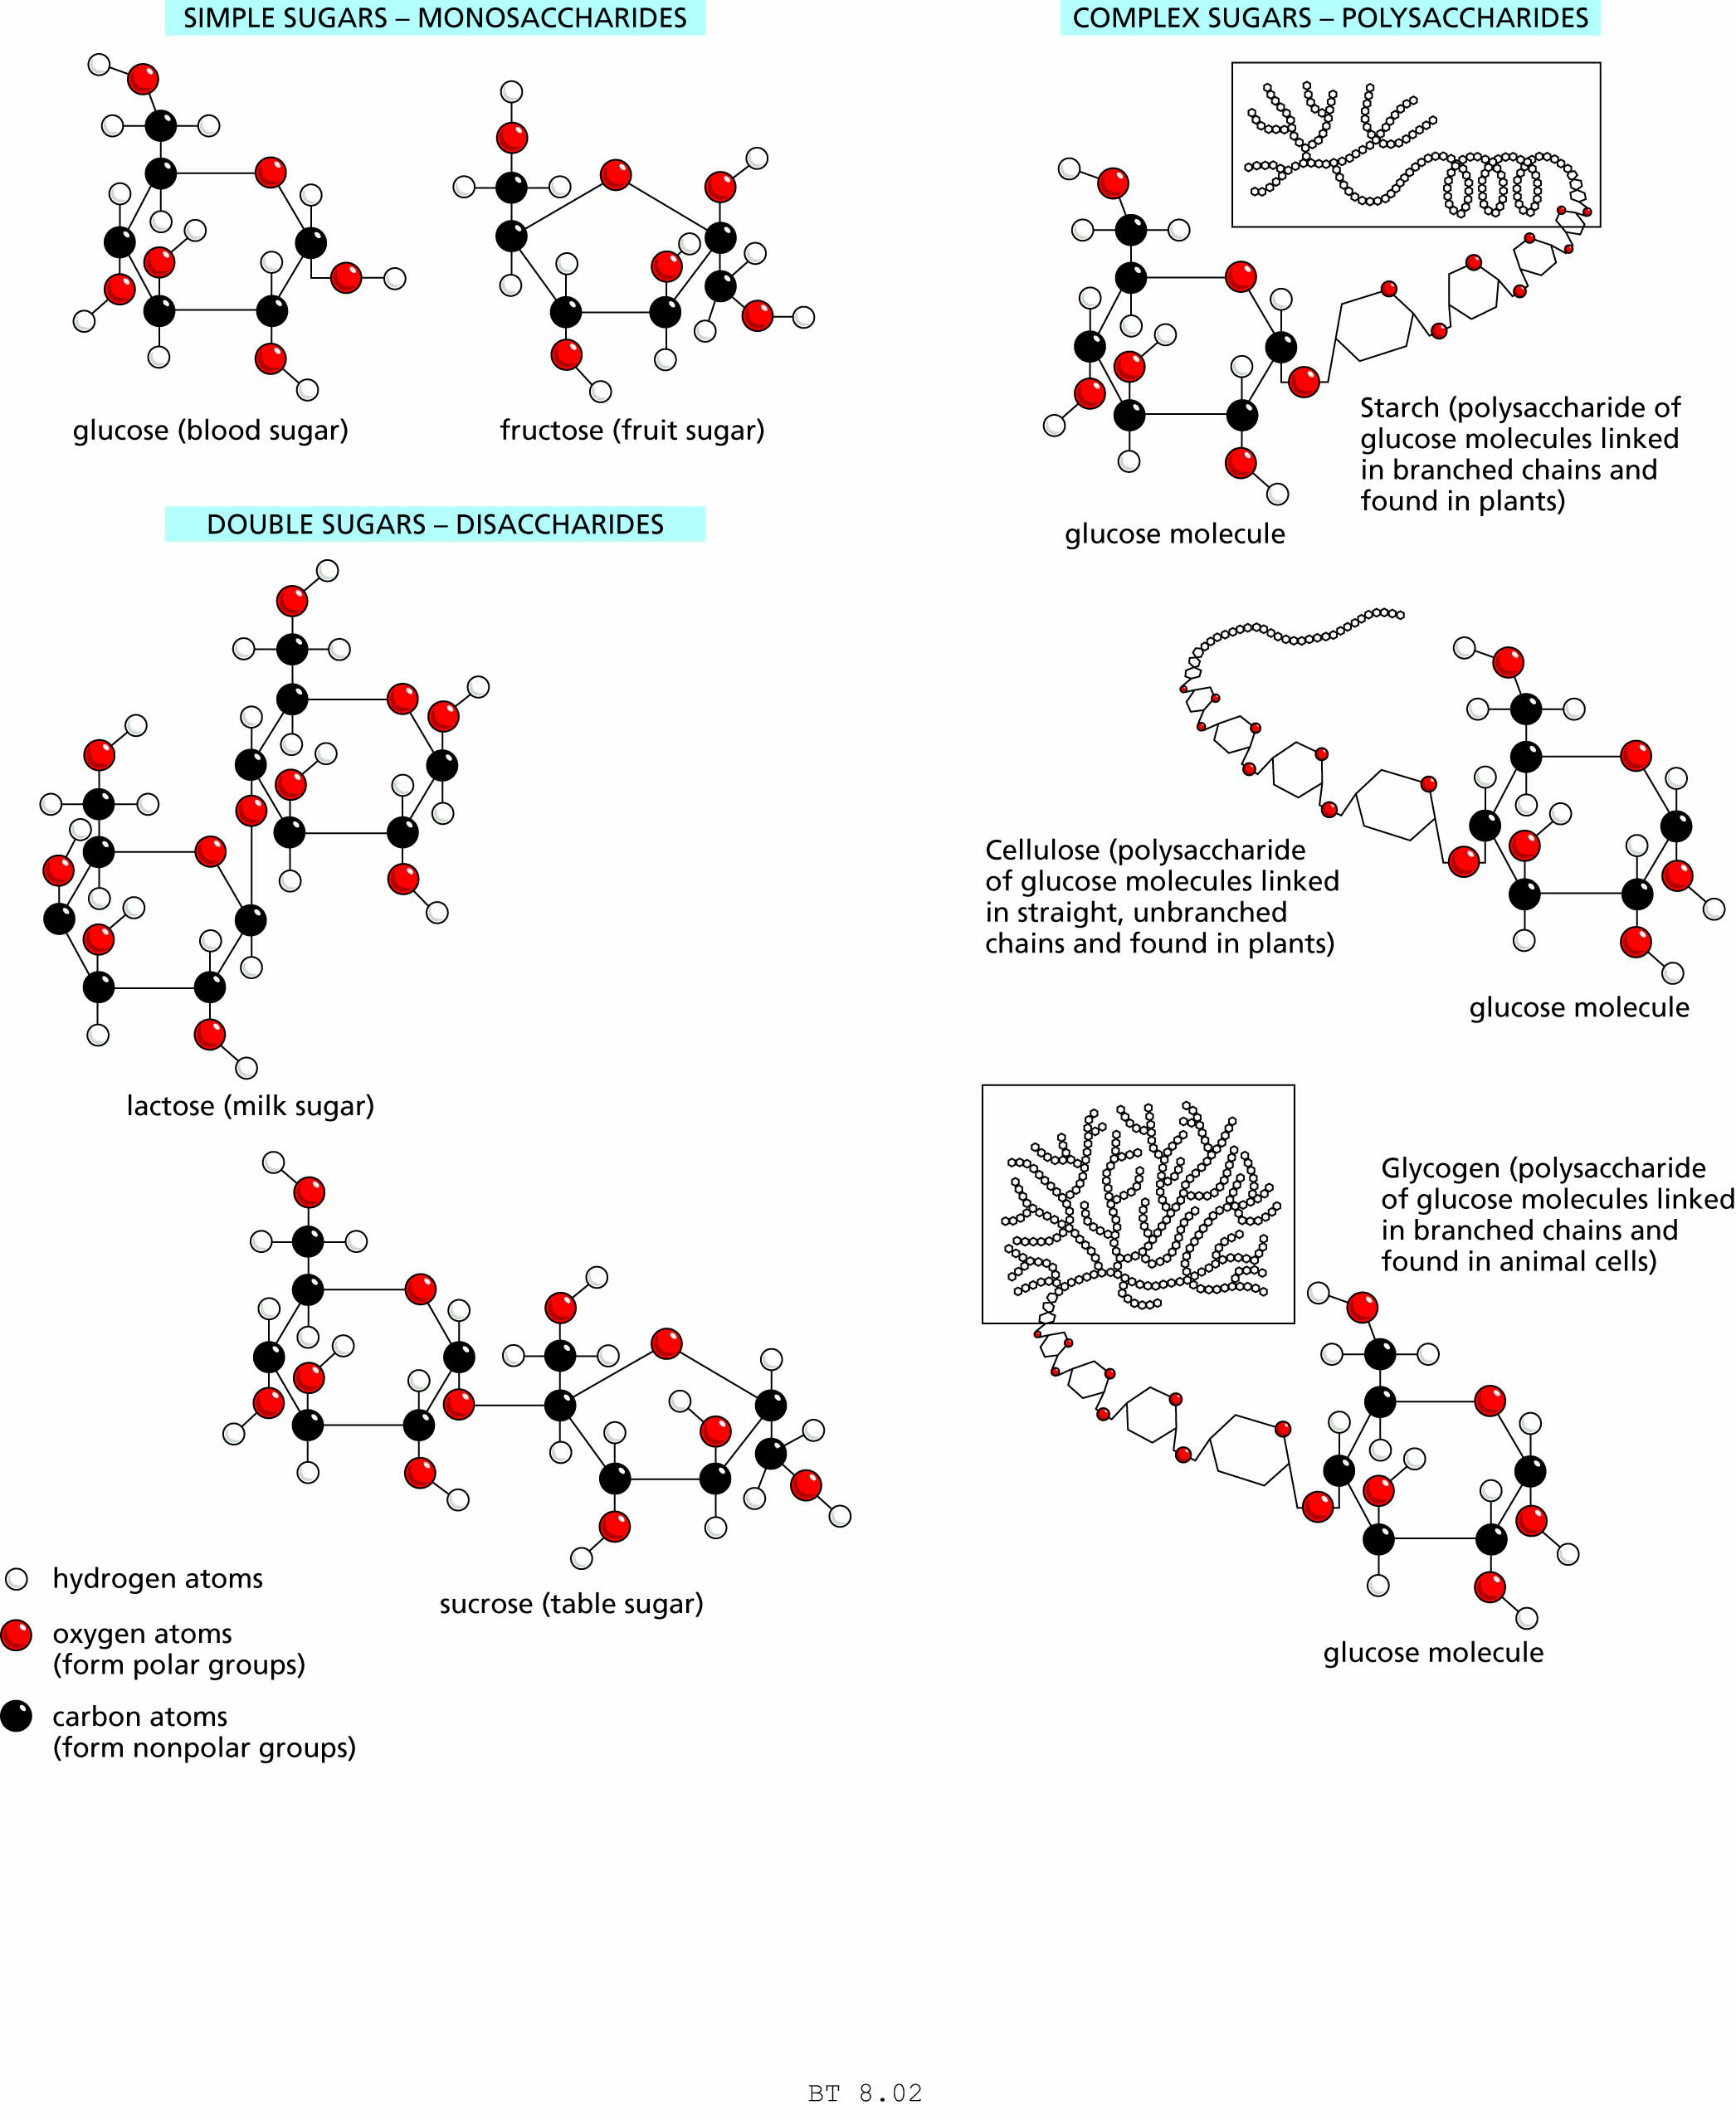 SIMPLE SUGARS – MONOSACCHARIDES
glucose (blood sugar)
fructose (fruit sugar)
DOUBLE SUGARS – DISACCHARIDES
lactose (milk sugar)
sucrose (table sugar)
hydrogen atoms
oxygen atoms
(form polar groups)
carbon atoms
(form nonpolar groups)
COMPLEX SUGARS – POLYSACCHARIDES
Starch (polysaccharide of
glucose molecules linked
in branched chains and
found in plants)
glucose molecule
Cellulose (polysaccharide
of glucose molecules linked
in straight, unbranched
chains and found in plants)
glucose molecule
Glycogen (polysaccharide
of glucose molecules linked
in branched chains and
found in animal cells)
glucose molecule
BT 8.02